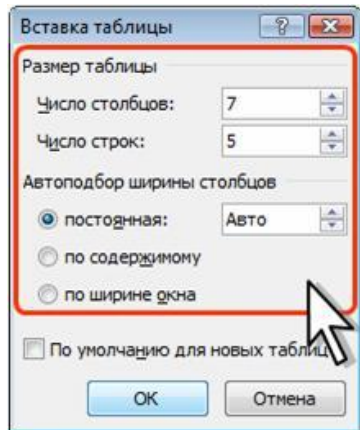 Вставка таблицы
Размер таблицы
Число столбцов: 7
Число строк: 5
Автоподбор ширины столбцов
постоянная: Авто
по содержимому
по ширине окна
По умолчанию для новых таблиц
ОК Отмена